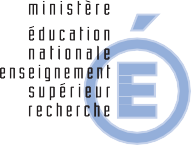 ministère
éducation
nationale
enseignement
supérieur
recherche
É